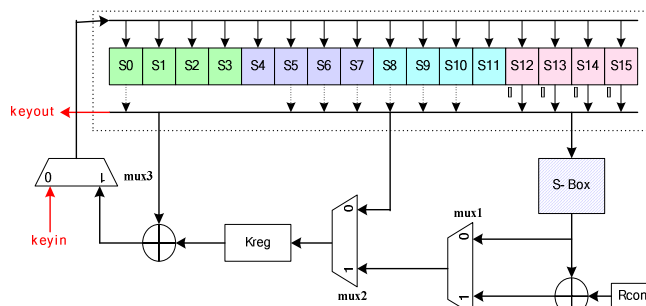 S0 S1 S2 S3 S4 S5 S6 S7 S8 S9 S10 S11 S12 S13 S14 S15
keyout
mux3
0 1
keyin
Kreg
0
1
mux2
mux1
0
1
S-Box
Rcon